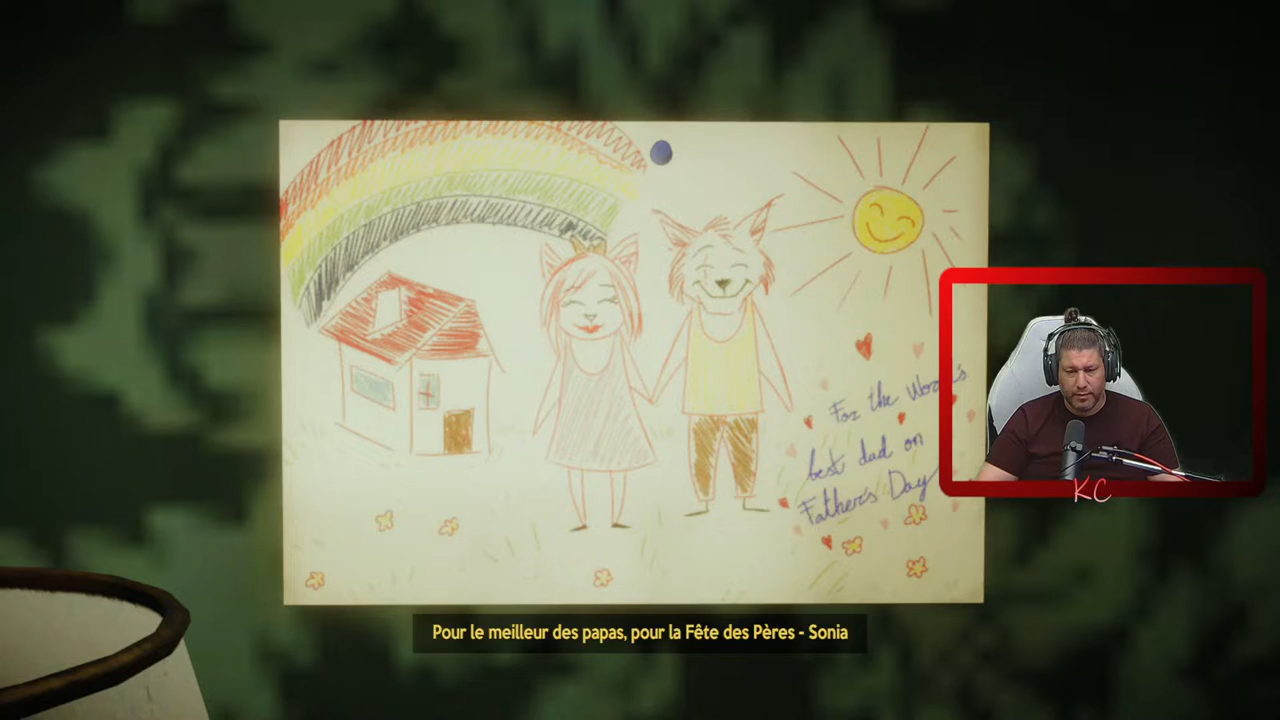 For the World's
best dad on
Father's Day
KC
Pour le meilleur des papas, pour la Fête des Pères - Sonia